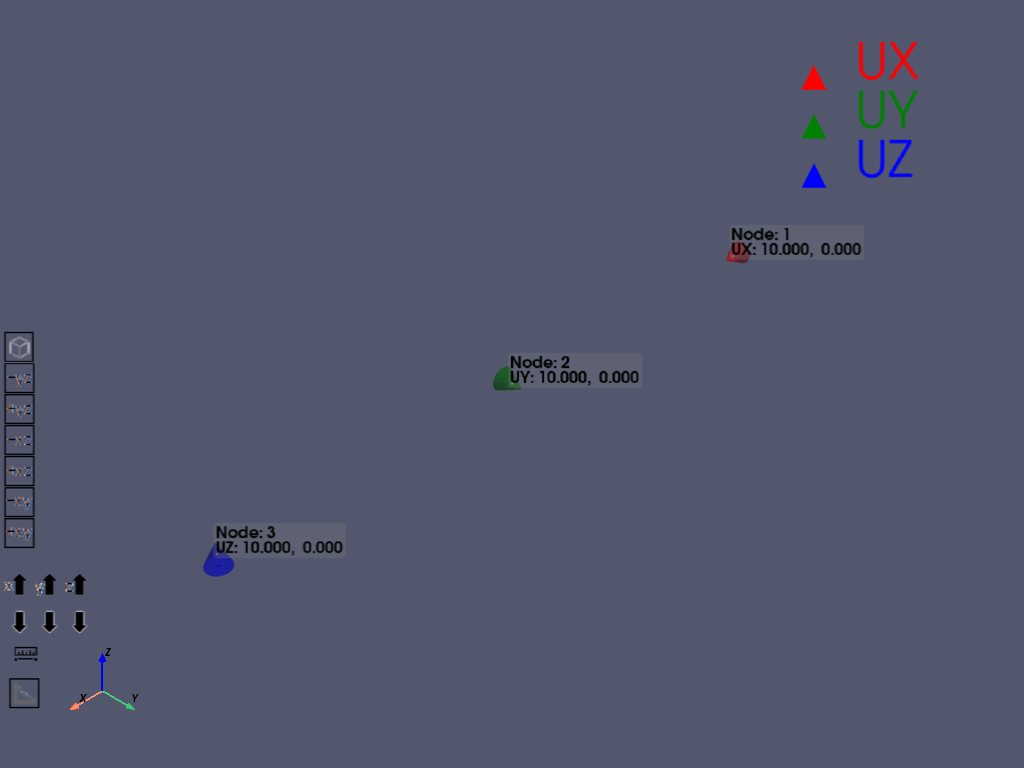 UX
UY
UZ
Node: 1
UX: 10.000, 0.000
Node: 2
UY: 10.000, 0.000
Node: 3
UZ: 10.000, 0.000
-yz
+yz
-xz
+xz
-xy
+xy
x y z
Z
X Y